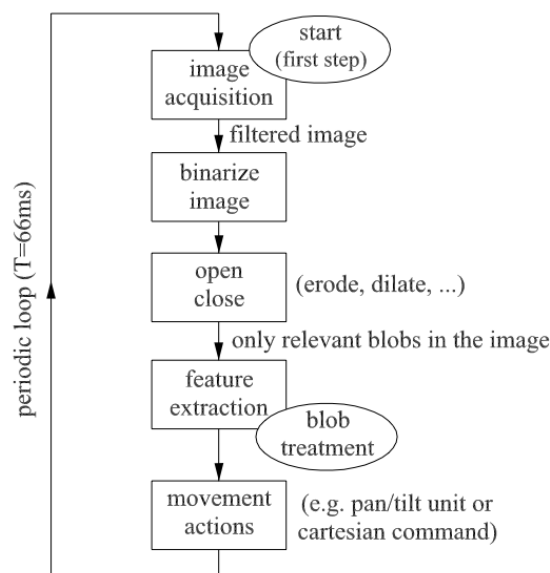 start
(first step)
image
acquisition
filtered image
binarize
image
open
close
(erode, dilate, ...)
only relevant blobs in the image
feature
extraction
blob
treatment
movement
actions
(e.g. pan/tilt unit or
cartesian command)
periodic loop (T=66ms)